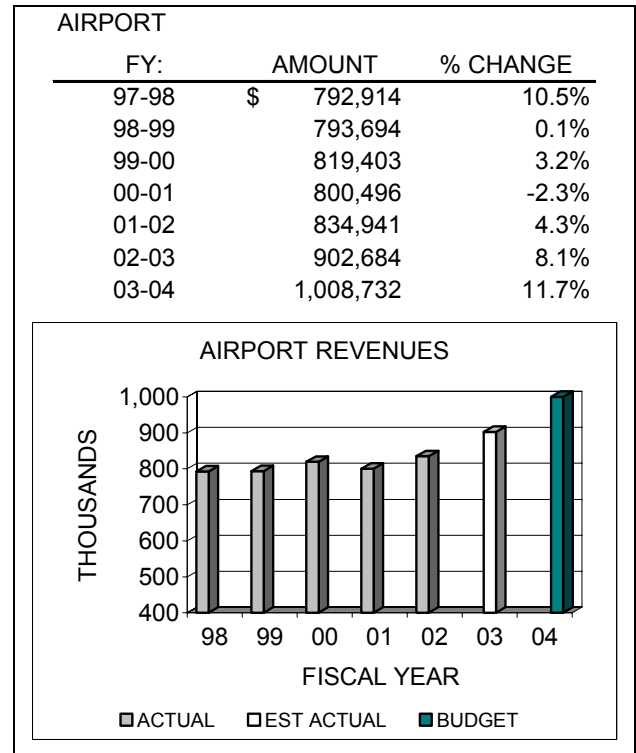 AIRPORT
FY: AMOUNT % CHANGE
97-98 $ 792,914 10.5%
98-99 793,694 0.1%
99-00 819,403 3.2%
00-01 800,496 -2.3%
01-02 834,941 4.3%
02-03 902,684 8.1%
03-04 1,008,732 11.7%
AIRPORT REVENUES
1,000
900
800
700
600
500
400
THOUSANDS
98 99 00 01 02 03 04
FISCAL YEAR
ACTUAL EST ACTUAL BUDGET